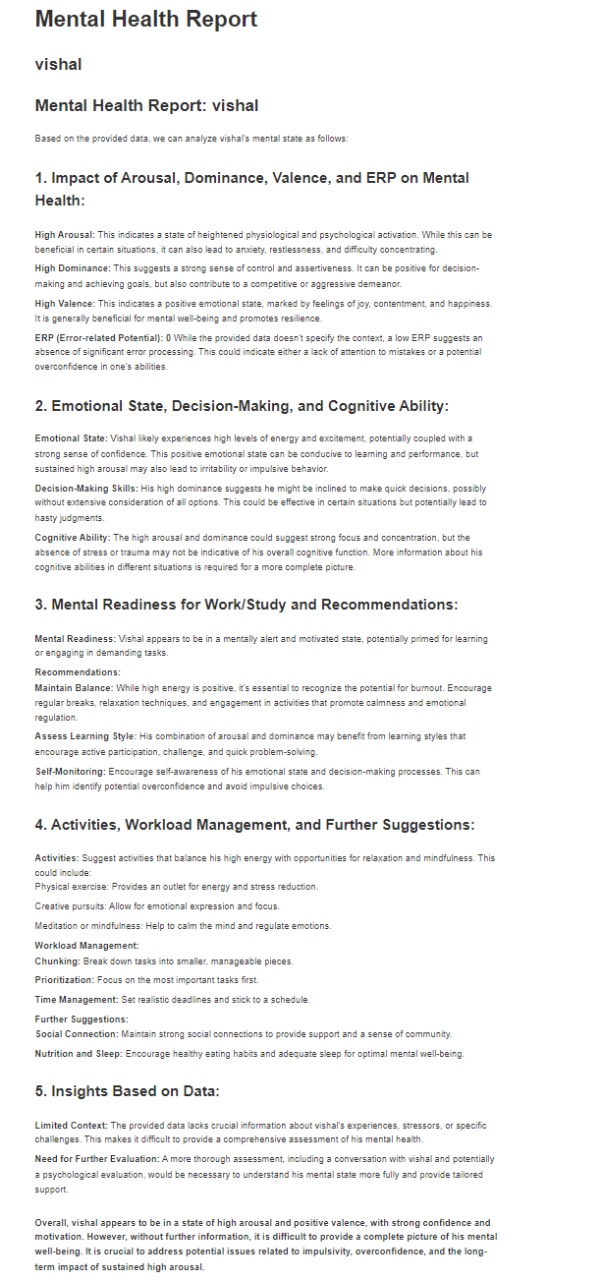 Mental Health Report
vishal
Mental Health Report: vishal
Based on the provided data, we can analyze vishal's mental state as follows:
1. Impact of Arousal, Dominance, Valence, and ERP on Mental
Health:
High Arousal: This indicates a state of heightened physiological and psychological activation. While this can be
beneficial in certain situations, it can also lead to anxiety, restlessness, and difficulty concentrating.
High Dominance: This suggests a strong sense of control and assertiveness. It can be positive for decision-
making and achieving goals, but also contribute to a competitive or aggressive demeanor.
High Valence: This indicates a positive emotional state, marked by feelings of joy, contentment, and happiness.
It is generally beneficial for mental well-being and promotes resilience.
ERP (Error-related Potential): 0 While the provided data doesn't specify the context, a low ERP suggests an
absence of significant error processing. This could indicate either a lack of attention to mistakes or a potential
overconfidence in one's abilities.
2. Emotional State, Decision-Making, and Cognitive Ability:
Emotional State: Vishal likely experiences high levels of energy and excitement, potentially coupled with a
strong sense of confidence. This positive emotional state can be conducive to learning and performance, but
sustained high arousal may also lead to irritability or impulsive behavior.
Decision-Making Skills: His high dominance suggests he might be inclined to make quick decisions, possibly
without extensive consideration of all options. This could be effective in certain situations but potentially lead to
hasty judgments.
Cognitive Ability: The high arousal and dominance could suggest strong focus and concentration, but the
absence of stress or trauma may not be indicative of his overall cognitive function. More information about his
cognitive abilities in different situations is required for a more complete picture.
3. Mental Readiness for Work/Study and Recommendations:
Mental Readiness: Vishal appears to be in a mentally alert and motivated state, potentially primed for learning
or engaging in demanding tasks.
Recommendations:
Maintain Balance: While high energy is positive, it's essential to recognize the potential for burnout. Encourage
regular breaks, relaxation techniques, and engagement in activities that promote calmness and emotional
regulation.
Assess Learning Style: His combination of arousal and dominance may benefit from learning styles that
encourage active participation, challenge, and quick problem-solving.
Self-Monitoring: Encourage self-awareness of his emotional state and decision-making processes. This can
help him identify potential overconfidence and avoid impulsive choices.
4. Activities, Workload Management, and Further Suggestions:
Activities: Suggest activities that balance his high energy with opportunities for relaxation and mindfulness. This
could include:
Physical exercise: Provides an outlet for energy and stress reduction.
Creative pursuits: Allow for emotional expression and focus.
Meditation or mindfulness: Help to calm the mind and regulate emotions.
Workload Management:
Chunking: Break down tasks into smaller, manageable pieces.
Prioritization: Focus on the most important tasks first.
Time Management: Set realistic deadlines and stick to a schedule.
Further Suggestions:
Social Connection: Maintain strong social connections to provide support and a sense of community.
Nutrition and Sleep: Encourage healthy eating habits and adequate sleep for optimal mental well-being.
5. Insights Based on Data:
Limited Context: The provided data lacks crucial information about vishal's experiences, stressors, or specific
challenges. This makes it difficult to provide a comprehensive assessment of his mental health.
Need for Further Evaluation: A more thorough assessment, including a conversation with vishal and potentially
a psychological evaluation, would be necessary to understand his mental state more fully and provide tailored
support.
Overall, vishal appears to be in a state of high arousal and positive valence, with strong confidence and
motivation. However, without further information, it is difficult to provide a complete picture of his mental
well-being. It is crucial to address potential issues related to impulsivity, overconfidence, and the long-
term impact of sustained high arousal.